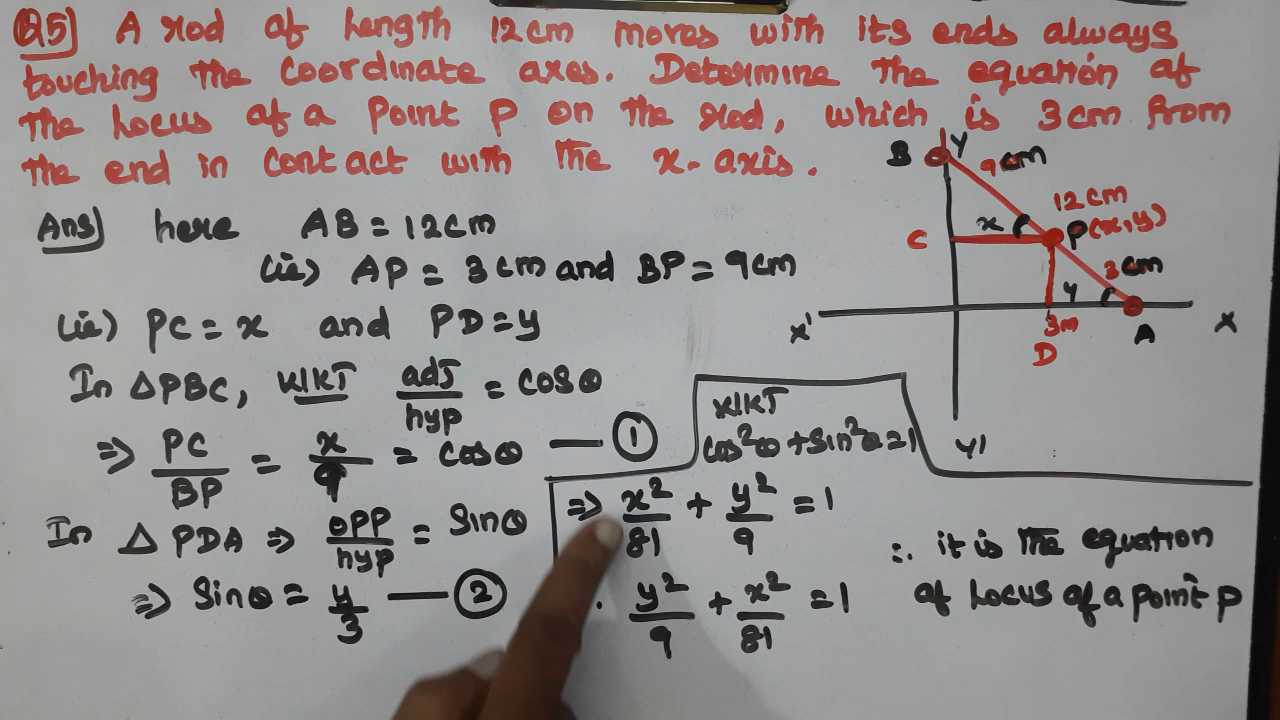 Q5) A rod of length 12cm moves with its ends always
touching the coordinate axes. Determine the equation of
the Locus of a Point P on the rod, which is 3cm from
the end in contact with the x-axis.
Ans) here AB = 12cm
(ie) AP = 3cm and BP = 9cm
(ie) PC = x and PD = y
In △PBC, WKT adj/hyp = cosθ
⇒ PC/BP = x/9 = cosθ — ①
In △PDA ⇒ opp/hyp = Sinθ
⇒ Sinθ = y/3 — ②
WKT
cos²θ + sin²θ = 1
⇒ x²/81 + y²/9 = 1
y²/9 + x²/81 = 1
∴ it is the equation
of Locus of a point P
B Y
9cm
12cm
C x P(x,y)
3cm
y
X' 3m A X
D
Y'